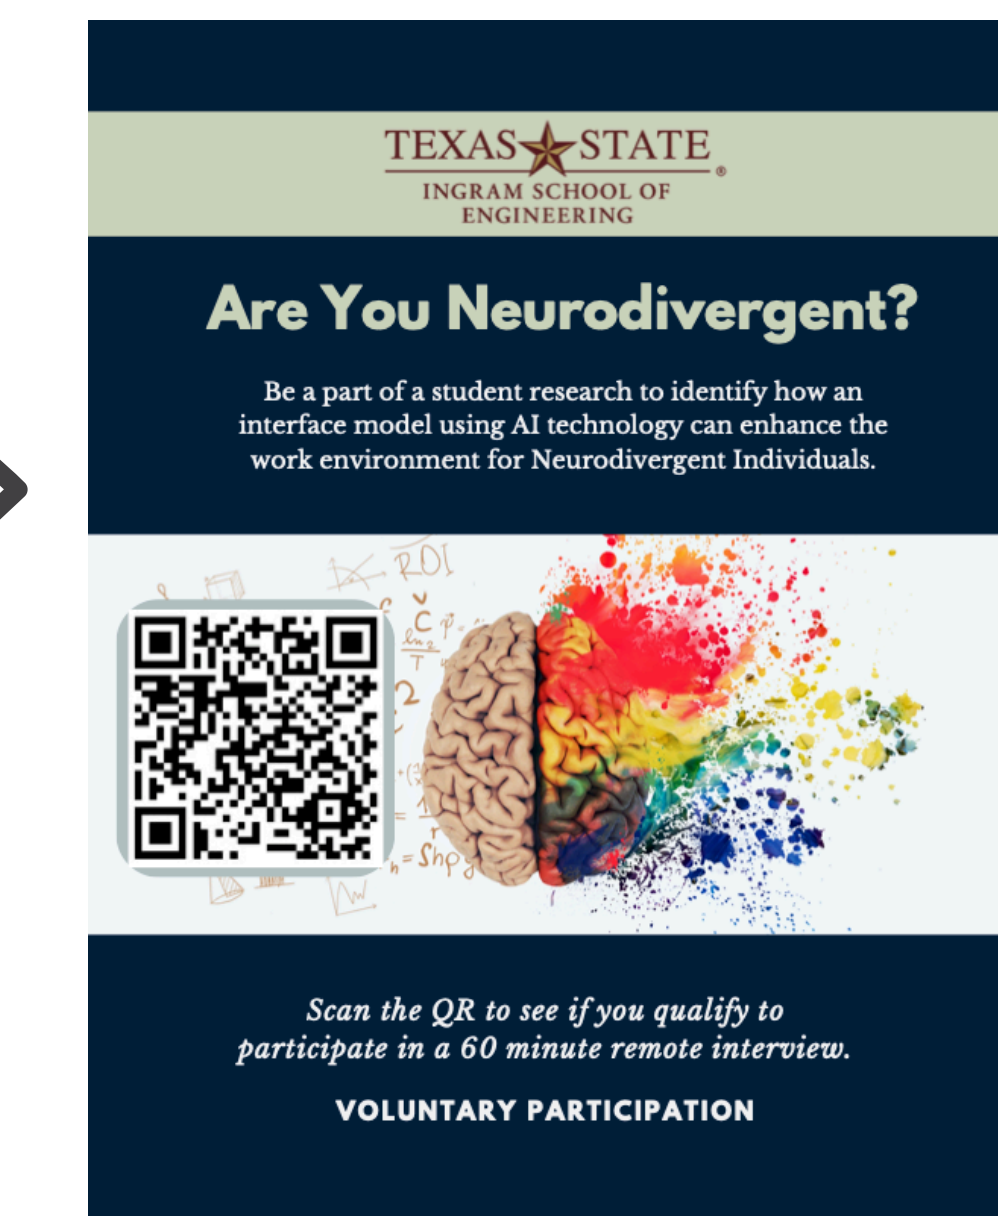 TEXAS STATE®
INGRAM SCHOOL OF
ENGINEERING
Are You Neurodivergent?
Be a part of a student research to identify how an
interface model using AI technology can enhance the
work environment for Neurodivergent Individuals.
RDI
Scan the QR to see if you qualify to
participate in a 60 minute remote interview.
VOLUNTARY PARTICIPATION